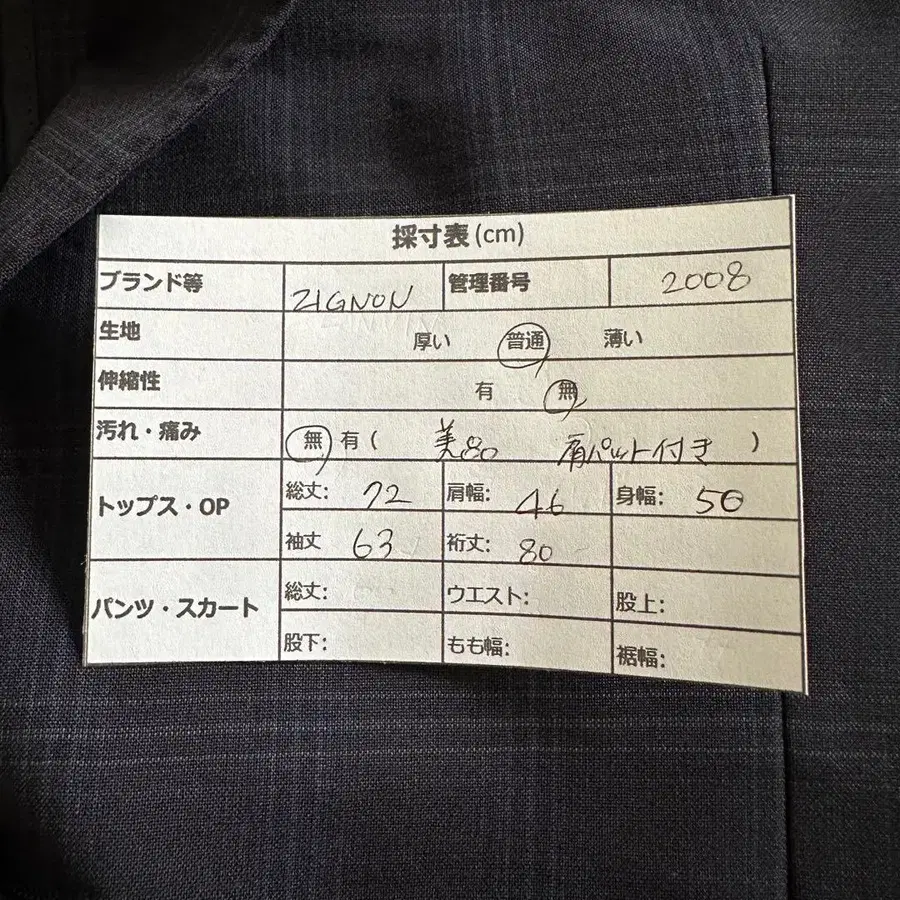 採寸表(cm)
ブランド等 ZIGNON 管理番号 2008
生地 厚い 普通 薄い
伸縮性 有 無
汚れ・痛み 無 有( 美品 肩パット付き )
トップス・OP
総丈: 72 肩幅: 46 身幅: 50
袖丈 63 裄丈: 80
パンツ・スカート
総丈: ウエスト: 股上:
股下: もも幅: 裾幅: